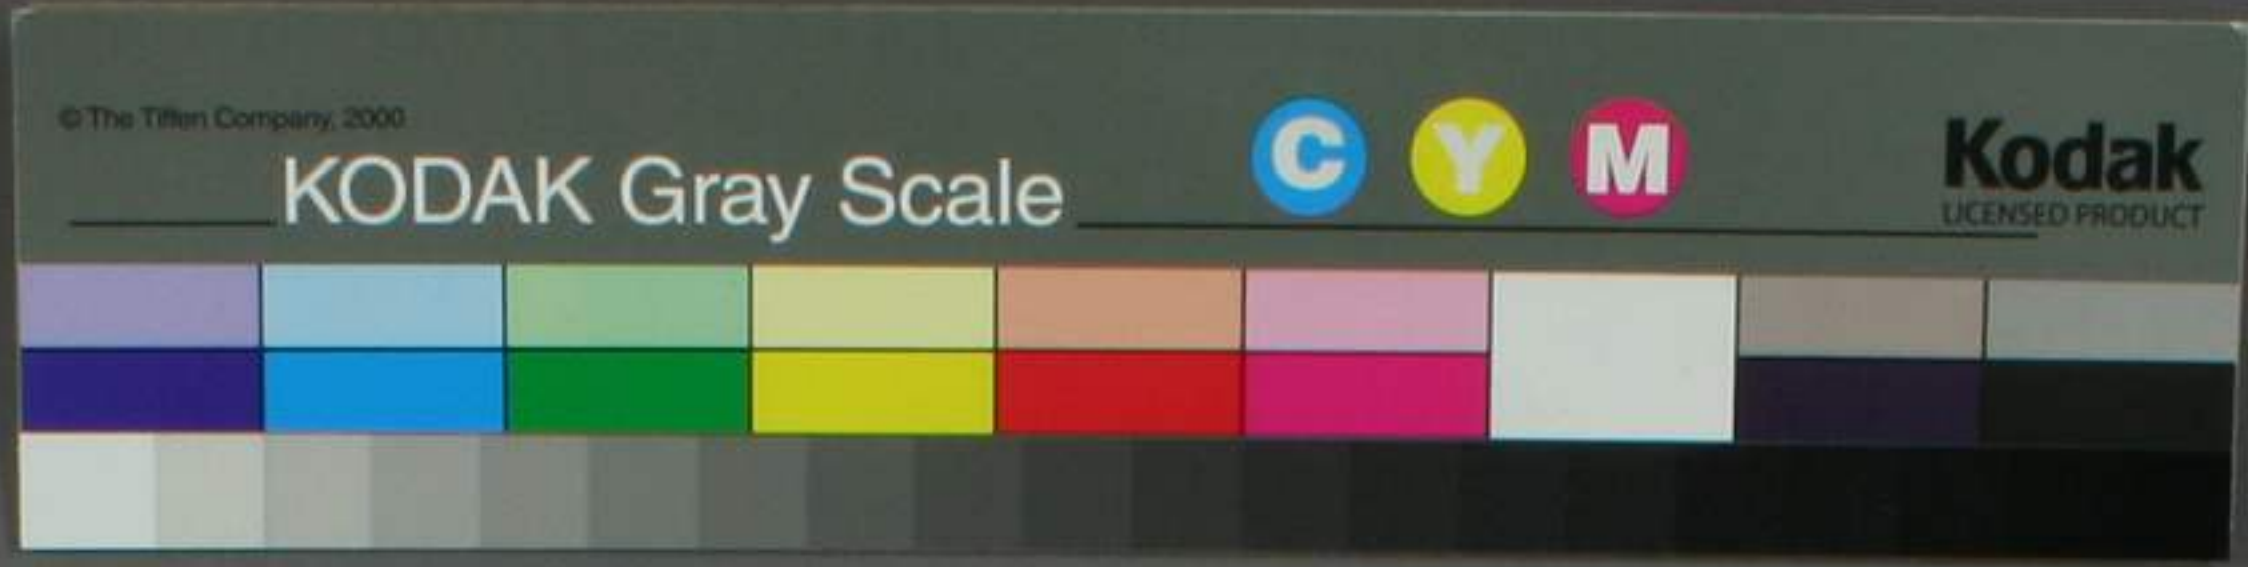 © The Tiffen Company, 2000
KODAK Gray Scale
C Y M
Kodak
LICENSED PRODUCT